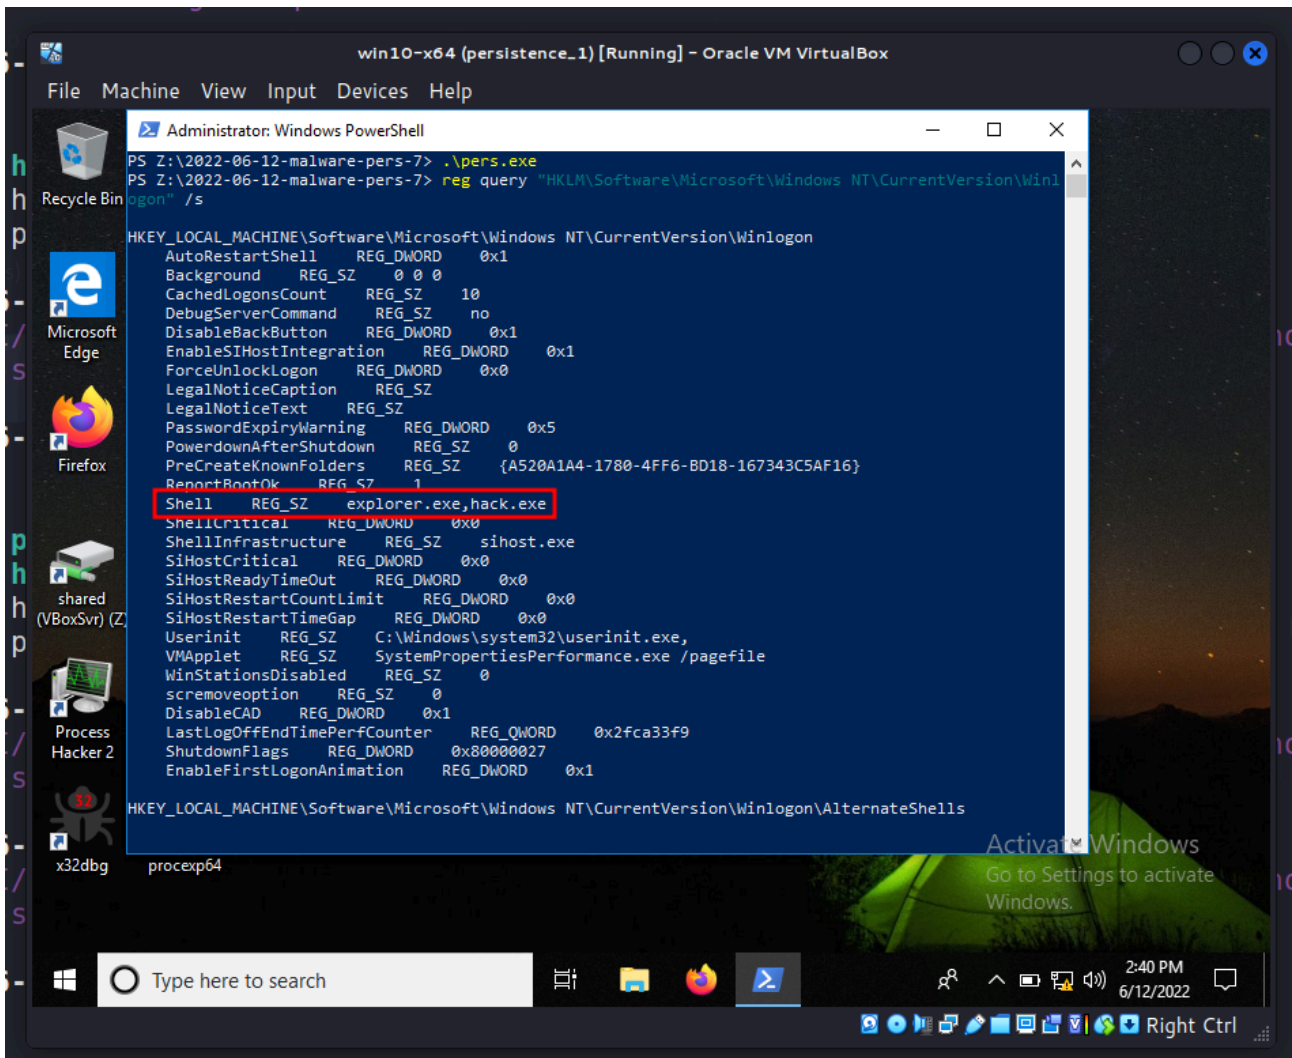 win10-x64 (persistence_1) [Running] - Oracle VM VirtualBox
File Machine View Input Devices Help
Administrator: Windows PowerShell
PS Z:\2022-06-12-malware-pers-7> .\pers.exe
PS Z:\2022-06-12-malware-pers-7> reg query "HKLM\Software\Microsoft\Windows NT\CurrentVersion\Winl
ogon" /s
HKEY_LOCAL_MACHINE\Software\Microsoft\Windows NT\CurrentVersion\Winlogon
AutoRestartShell REG_DWORD 0x1
Background REG_SZ 0 0 0
CachedLogonsCount REG_SZ 10
DebugServerCommand REG_SZ no
DisableBackButton REG_DWORD 0x1
EnableSIHostIntegration REG_DWORD 0x1
ForceUnlockLogon REG_DWORD 0x0
LegalNoticeCaption REG_SZ
LegalNoticeText REG_SZ
PasswordExpiryWarning REG_DWORD 0x5
PowerdownAfterShutdown REG_SZ 0
PreCreateKnownFolders REG_SZ {A520A1A4-1780-4FF6-BD18-167343C5AF16}
ReportBootOk REG_SZ 1
Shell REG_SZ explorer.exe,hack.exe
ShellCritical REG_DWORD 0x0
ShellInfrastructure REG_SZ sihost.exe
SiHostCritical REG_DWORD 0x0
SiHostReadyTimeOut REG_DWORD 0x0
SiHostRestartCountLimit REG_DWORD 0x0
SiHostRestartTimeGap REG_DWORD 0x0
Userinit REG_SZ C:\Windows\system32\userinit.exe,
VMApplet REG_SZ SystemPropertiesPerformance.exe /pagefile
WinStationsDisabled REG_SZ 0
scremoveoption REG_SZ 0
DisableCAD REG_DWORD 0x1
LastLogOffEndTimePerfCounter REG_QWORD 0x2fca33f9
ShutdownFlags REG_DWORD 0x80000027
EnableFirstLogonAnimation REG_DWORD 0x1
HKEY_LOCAL_MACHINE\Software\Microsoft\Windows NT\CurrentVersion\Winlogon\AlternateShells
Recycle Bin
Microsoft
Edge
Firefox
shared
(VBoxSvr) (Z
Process
Hacker 2
32
x32dbg
procexp64
Activate Windows
Go to Settings to activate
Windows.
Type here to search
2:40 PM
6/12/2022
Right Ctrl